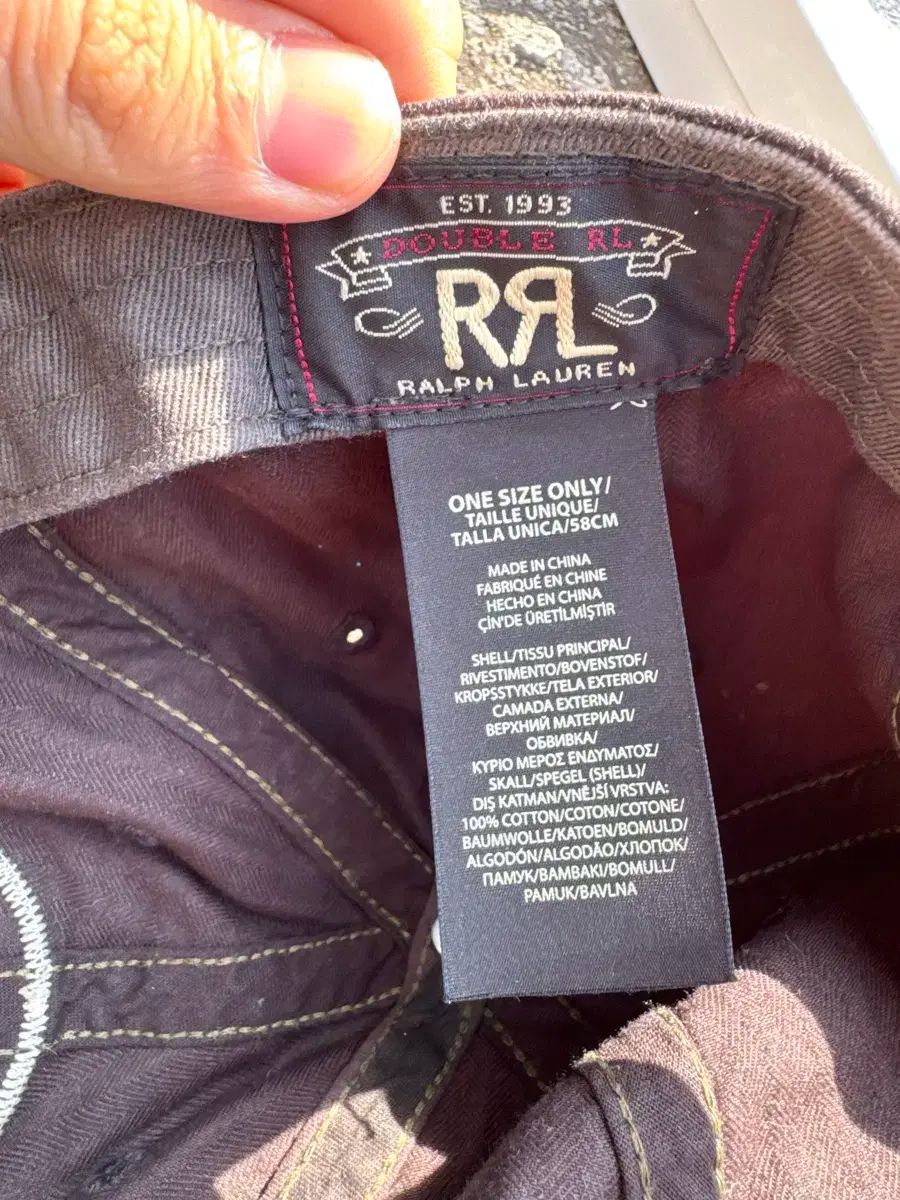 EST. 1993
DOUBLE RL
RRL
RALPH LAUREN
ONE SIZE ONLY/
TAILLE UNIQUE/
TALLA UNICA/58CM
MADE IN CHINA
FABRIQUÉ EN CHINE
HECHO EN CHINA
ÇİN'DE ÜRETİLMİŞTİR
SHELL/TISSU PRINCIPAL/
RIVESTIMENTO/BOVENSTOF/
KROPSSTYKKE/TELA EXTERIOR/
CAMADA EXTERNA/
ВЕРХНИЙ МАТЕРИАЛ/
ОБВИВКА/
ΚΥΡΙΟ ΜΕΡΟΣ ΕΝΔΥΜΑΤΟΣ/
SKALL/SPEGEL (SHELL)/
DIŞ KATMAN/VNĚJŠÍ VRSTVA:
100% COTTON/COTON/COTONE/
BAUMWOLLE/KATOEN/BOMULD/
ALGODÓN/ALGODÃO/ХЛОПОК/
ПАМУК/ΒΑΜΒΑΚΙ/BOMULL/
PAMUK/BAVLNA